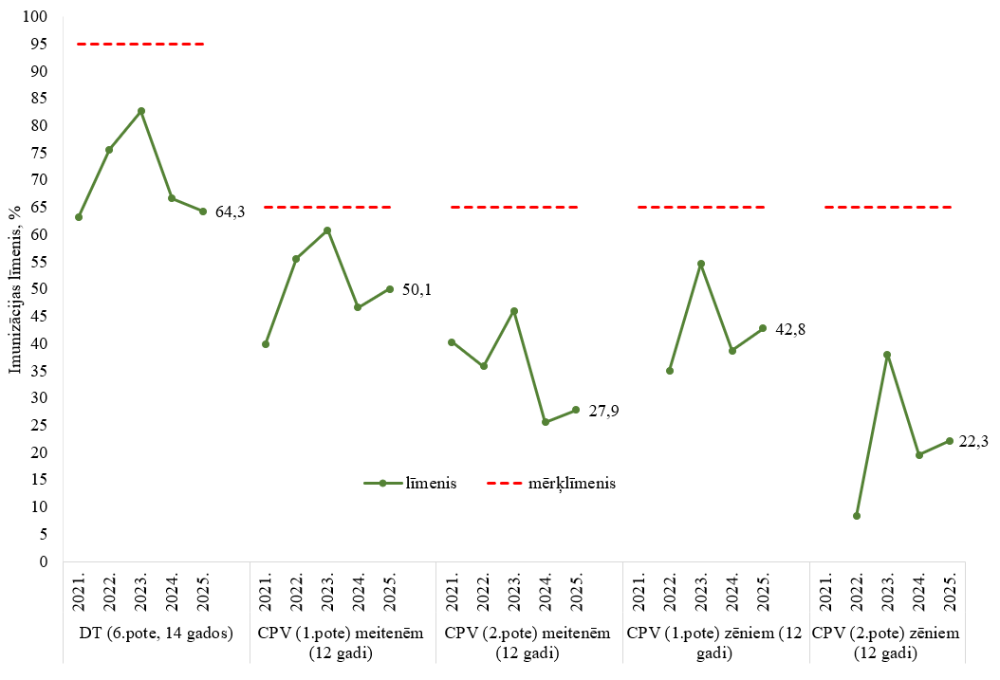 100
95
90
85
80
75
70
65
60
55
50
45
40
35
30
25
20
15
10
5
0
Imunizācijas līmenis, %
64,3
50,1
27,9
42,8
22,3
līmenis
mērķlīmenis
2021. 2022. 2023. 2024. 2025.
2021. 2022. 2023. 2024. 2025.
2021. 2022. 2023. 2024. 2025.
2021. 2022. 2023. 2024. 2025.
2021. 2022. 2023. 2024. 2025.
DT (6.pote, 14 gados)
CPV (1.pote) meitenēm
(12 gadi)
CPV (2.pote) meitenēm
(12 gadi)
CPV (1.pote) zēniem (12
gadi)
CPV (2.pote) zēniem
(12 gadi)